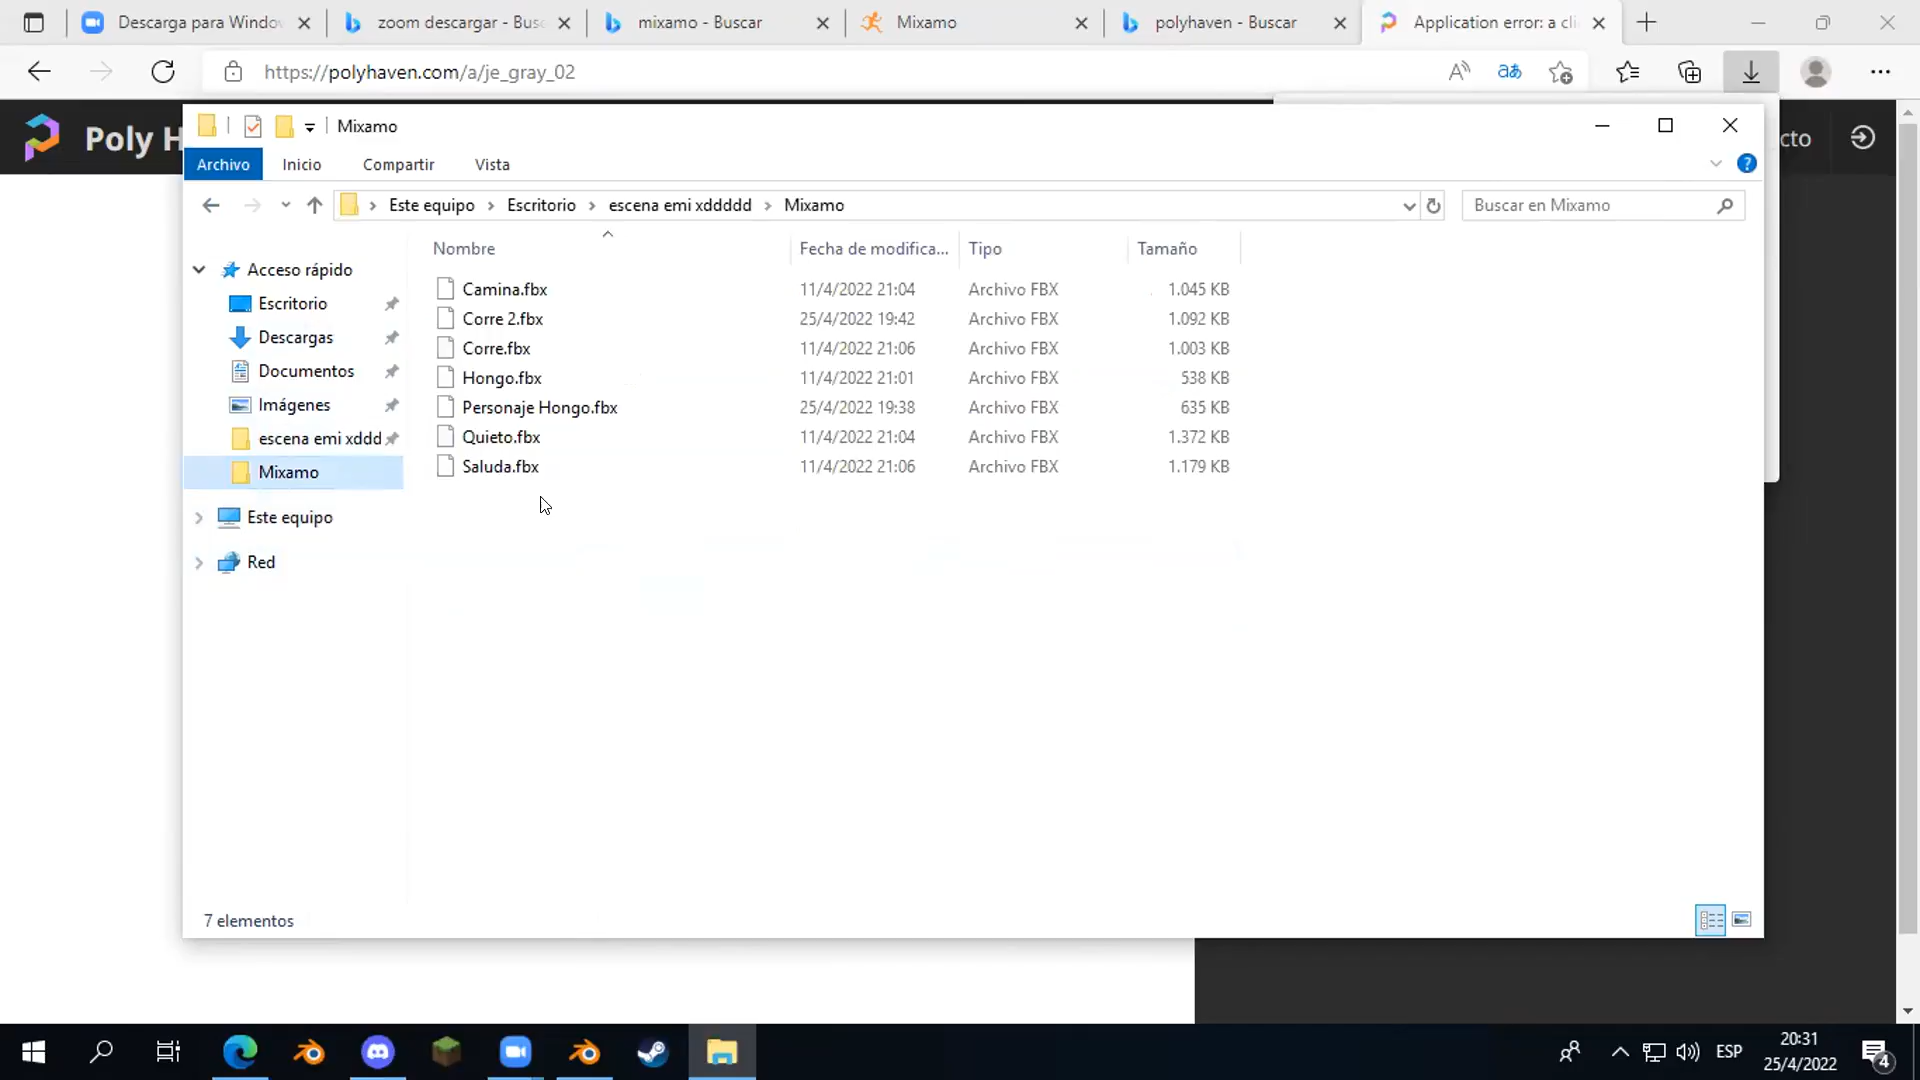 Descarga para Windo
zoom descargar - Bus
mixamo - Buscar
Mixamo
polyhaven - Buscar
Application error: a cli
https://polyhaven.com/a/je_gray_02
Poly H
cto
Mixamo
Archivo
Inicio
Compartir
Vista
Este equipo > Escritorio > escena emi xddddd > Mixamo
Buscar en Mixamo
Nombre Fecha de modifica... Tipo Tamaño
Acceso rápido
Escritorio
Descargas
Documentos
Imágenes
escena emi xddd
Mixamo
Este equipo
Red
Camina.fbx 11/4/2022 21:04 Archivo FBX 1.045 KB
Corre 2.fbx 25/4/2022 19:42 Archivo FBX 1.092 KB
Corre.fbx 11/4/2022 21:06 Archivo FBX 1.003 KB
Hongo.fbx 11/4/2022 21:01 Archivo FBX 538 KB
Personaje Hongo.fbx 25/4/2022 19:38 Archivo FBX 635 KB
Quieto.fbx 11/4/2022 21:04 Archivo FBX 1.372 KB
Saluda.fbx 11/4/2022 21:06 Archivo FBX 1.179 KB
7 elementos
ESP
20:31
25/4/2022
4